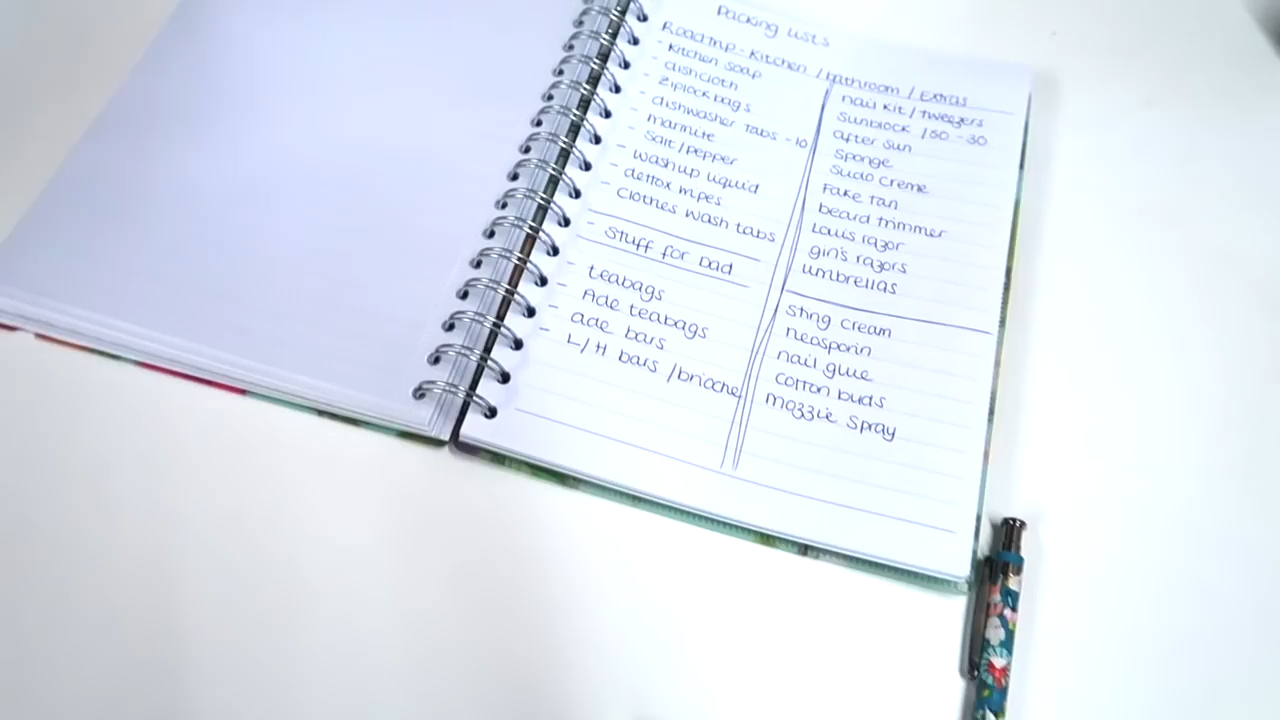 Packing Lists
Roadtrip - Kitchen / bathroom / Extras
- Kitchen soap
- dishcloth
- Ziplock bags
- dishwasher tabs - 10
- marmite
- Salt / pepper
- wash up liquid
- dettox wipes
- Clothes wash tabs
- Stuff for Dad
- teabags
- Ade teabags
- ade bars
- L/H bars / brioche
nail kit / tweezers
Sunblock / 50 - 30
after sun
Sponge
Sudo creme
Fake tan
beard trimmer
Louis razor
gin's razors
umbrellas
sting cream
neosporin
nail glue
cotton buds
mozzie spray